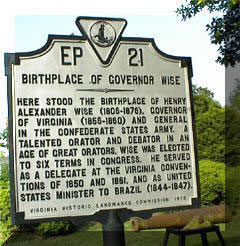 EP 21
BIRTHPLACE OF GOVERNOR WISE
HERE STOOD THE BIRTHPLACE OF HENRY
ALEXANDER WISE (1806-1876), GOVERNOR
OF VIRGINIA (1856-1860) AND GENERAL
IN THE CONFEDERATE STATES ARMY. A
TALENTED ORATOR AND DEBATOR IN AN
AGE OF GREAT ORATORS, WISE WAS ELECTED
TO SIX TERMS IN CONGRESS. HE SERVED
AS A DELEGATE AT THE VIRGINIA CONVEN-
TIONS OF 1850 AND 1861, AND AS UNITED
STATES MINISTER TO BRAZIL (1844-1847).
VIRGINIA HISTORIC LANDMARKS COMMISSION